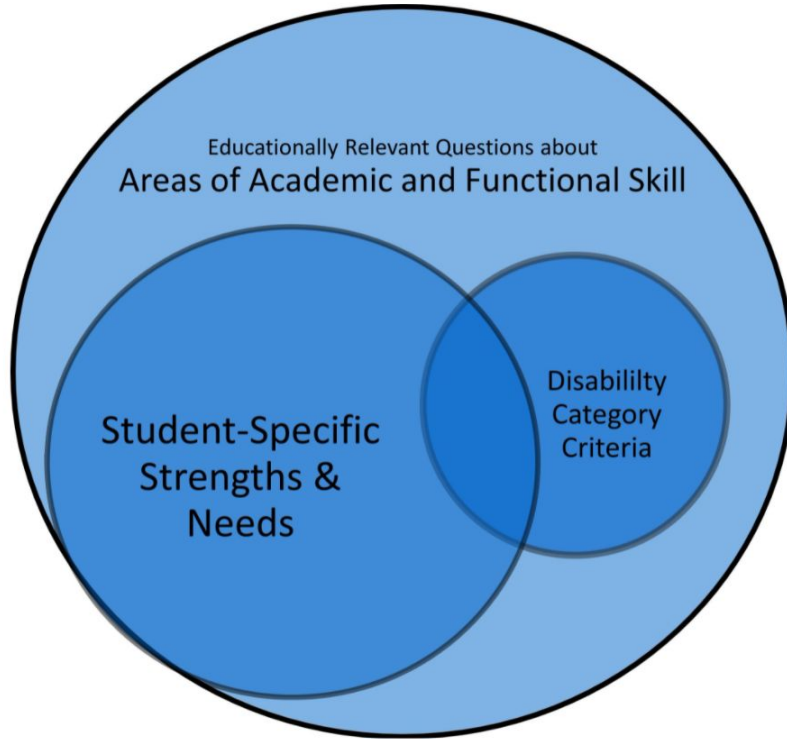 Educationally Relevant Questions about
Areas of Academic and Functional Skill
Student-Specific
Strengths &
Needs
Disabililty
Category
Criteria